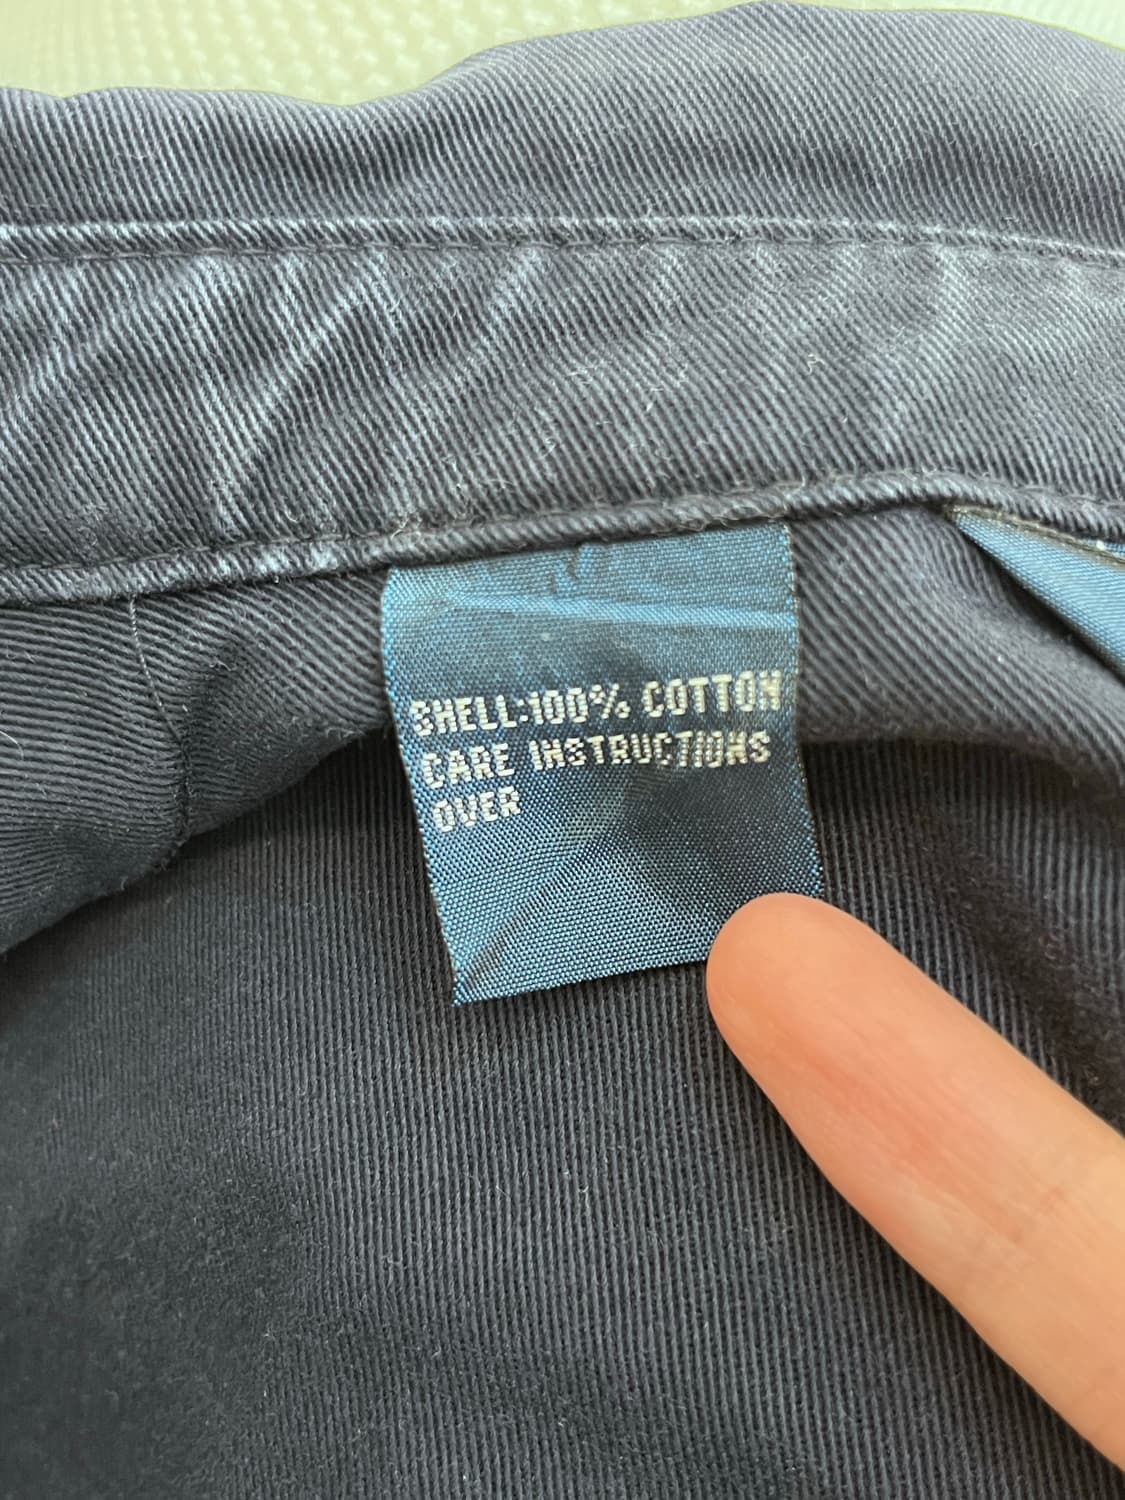 SHELL:100% COTTON
CARE INSTRUCTIONS
OVER